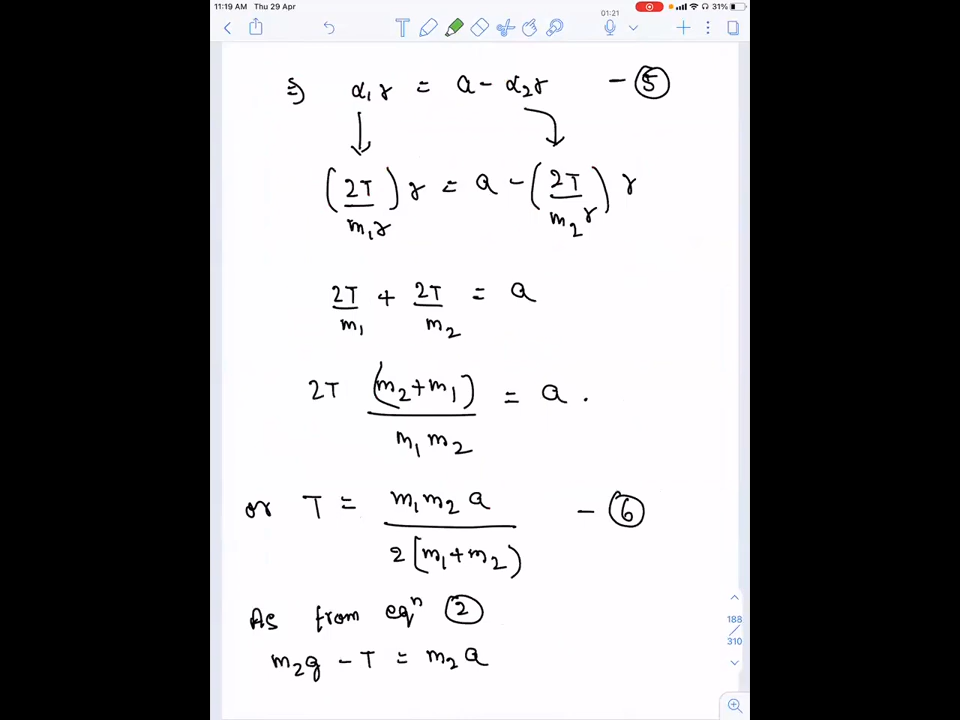 11:19 AM Thu 29 Apr
31%
01:21
⇒) α₁r = a - α₂r - (5)
(2T/m₁r) r = a - (2T/m₂r) r
2T/m₁ + 2T/m₂ = a
2T (m₂+m₁)/m₁m₂ = a .
or T = m₁m₂a/2[m₁+m₂) - (6)
As from eqⁿ (2)
m₂g - T = m₂a
188
/
310